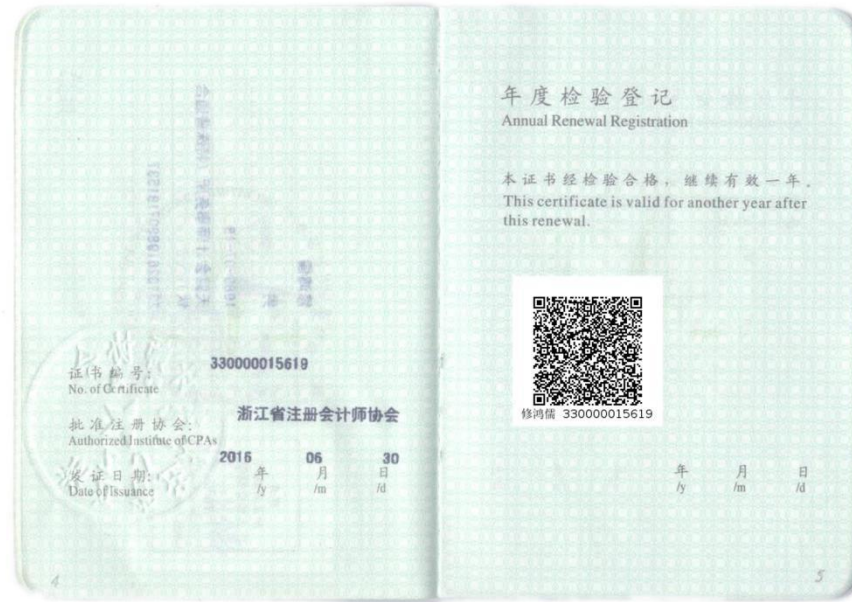 证书编号:
330000015619
No. of Certificate
批准注册协会:
浙江省注册会计师协会
Authorized Institute of CPAs
发证日期:
2016 年 06 月 30 日
Date of Issuance /y /m /d
4
年度检验登记
Annual Renewal Registration
本证书经检验合格，继续有效一年。
This certificate is valid for another year after
this renewal.
修鸿儒 330000015619
年 月 日
/y /m /d
5